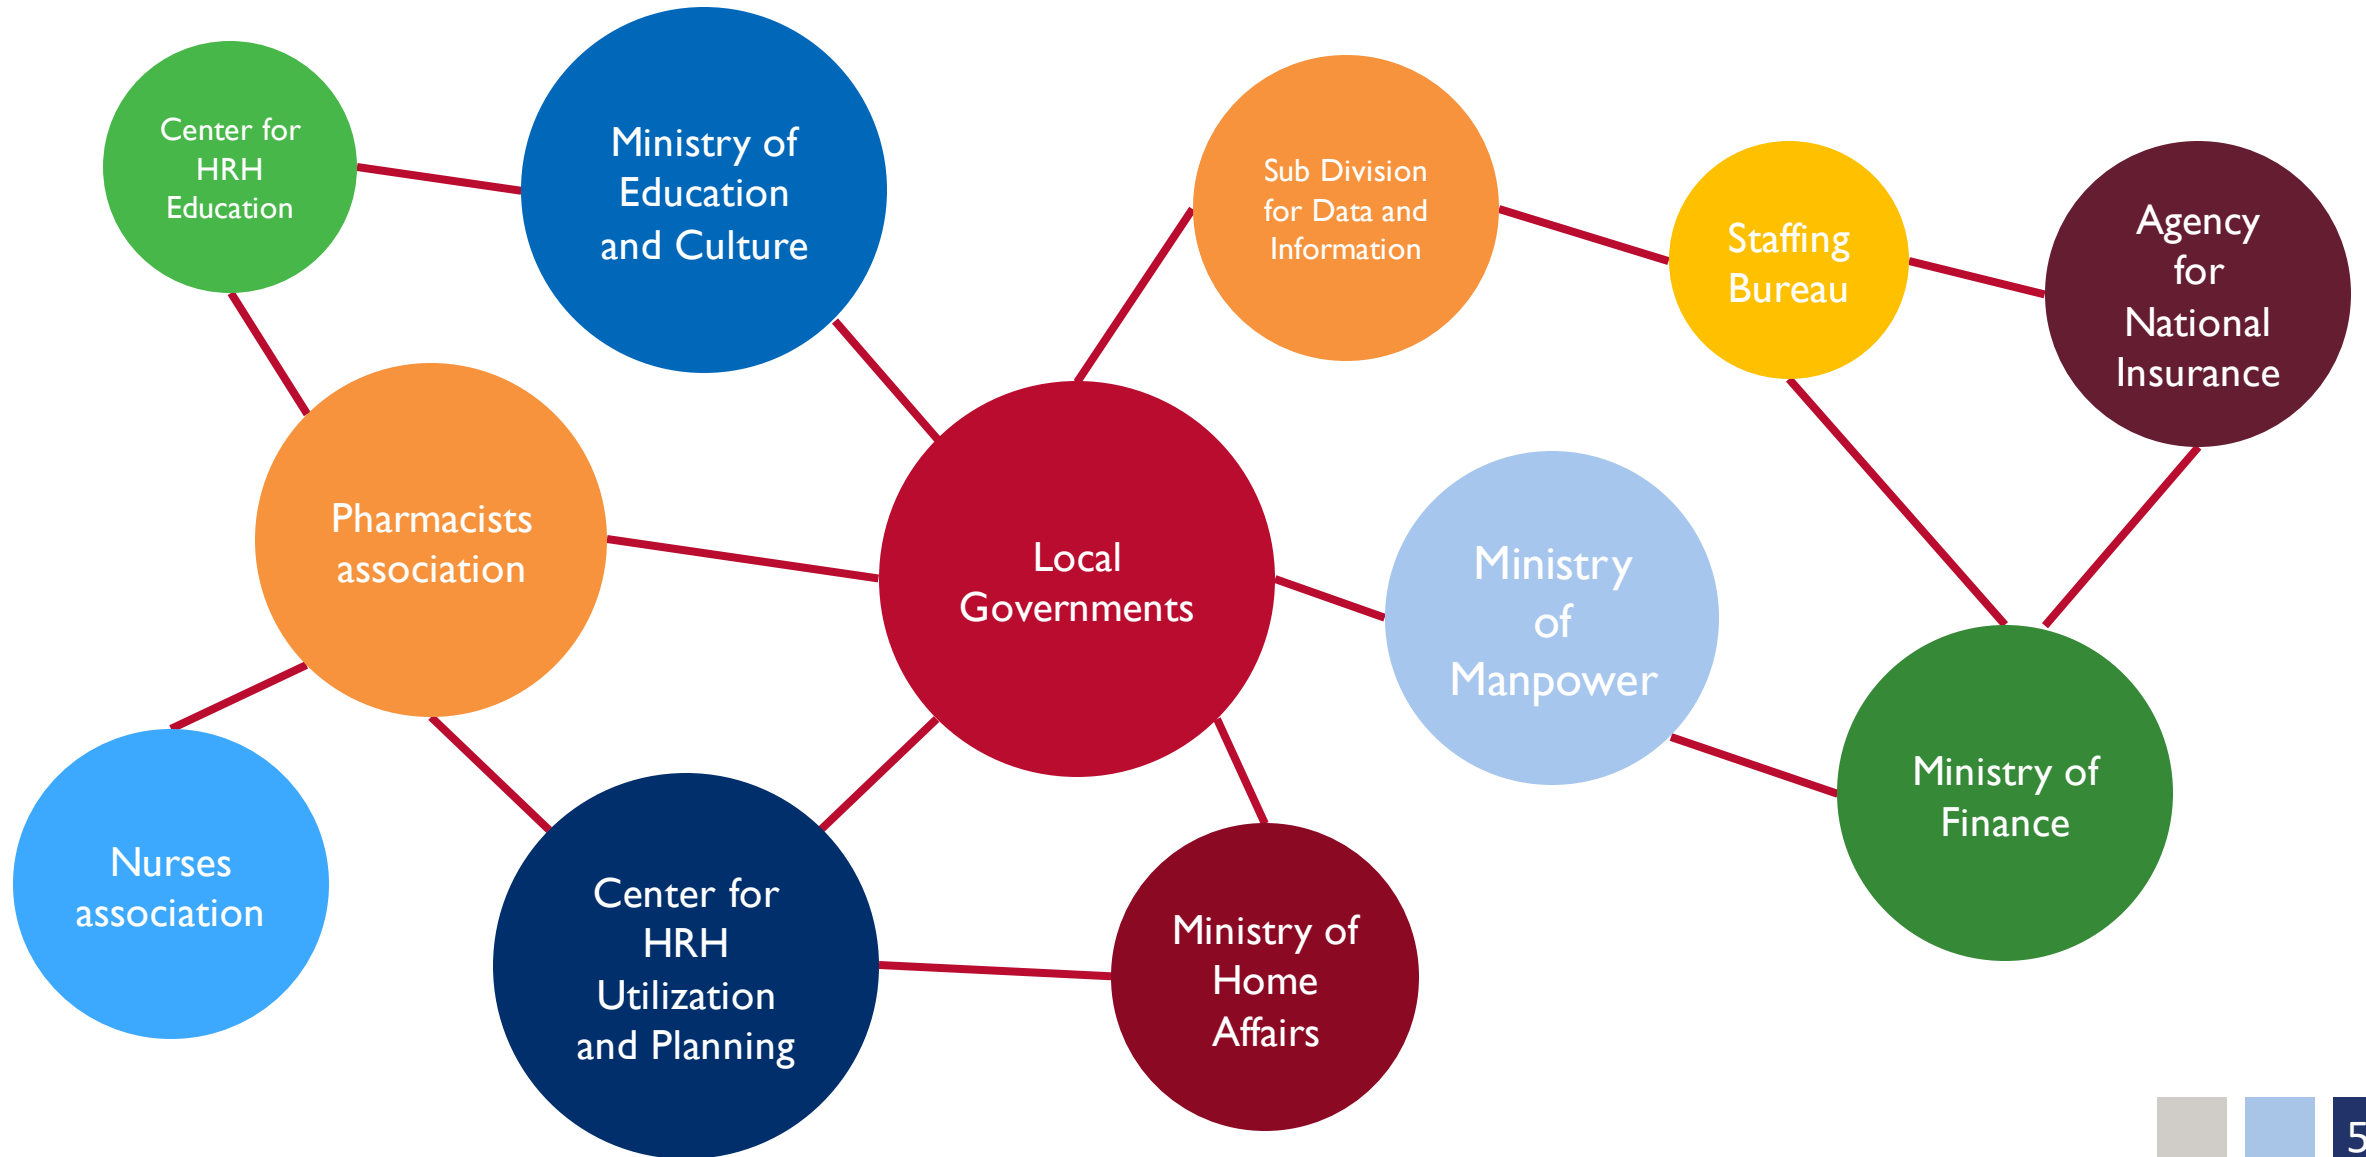 Center for
HRH
Education
Ministry of
Education
and Culture
Sub Division
for Data and
Information
Staffing
Bureau
Agency
for
National
Insurance
Pharmacists
association
Local
Governments
Ministry
of
Manpower
Ministry of
Finance
Nurses
association
Center for
HRH
Utilization
and Planning
Ministry of
Home
Affairs
5